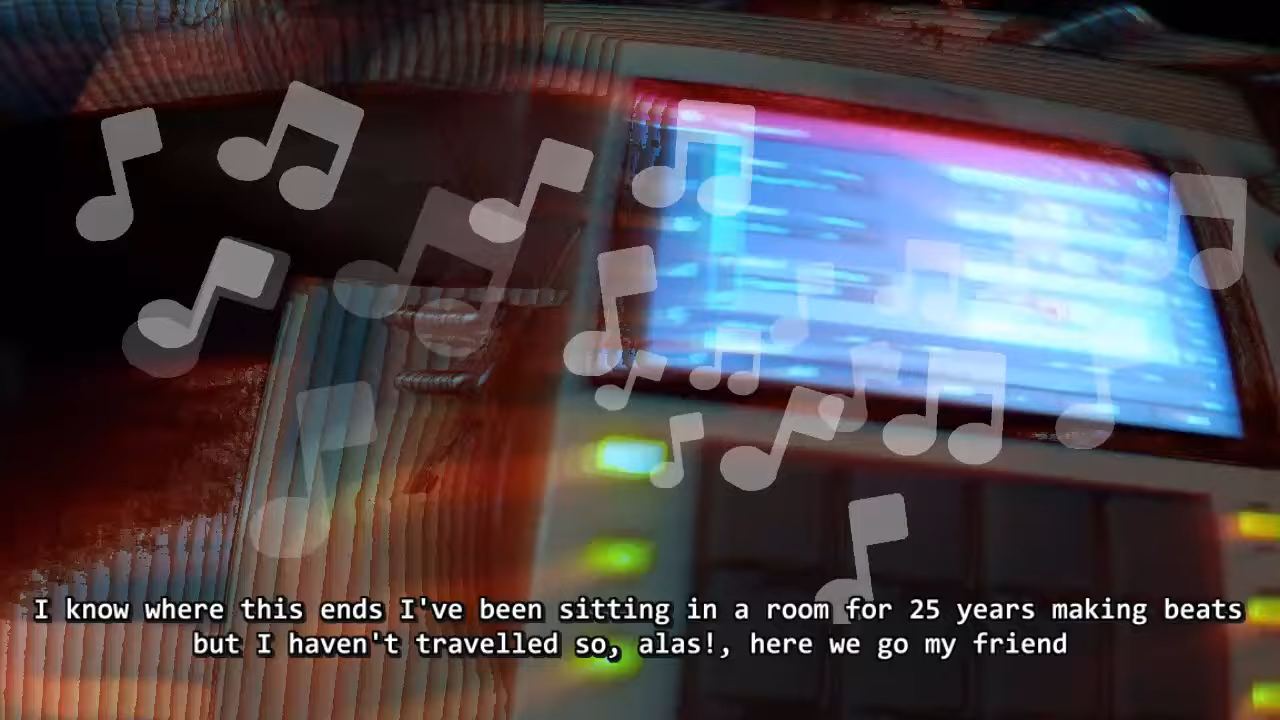 I know where this ends I've been sitting in a room for 25 years making beats
but I haven't travelled so, alas!, here we go my friend